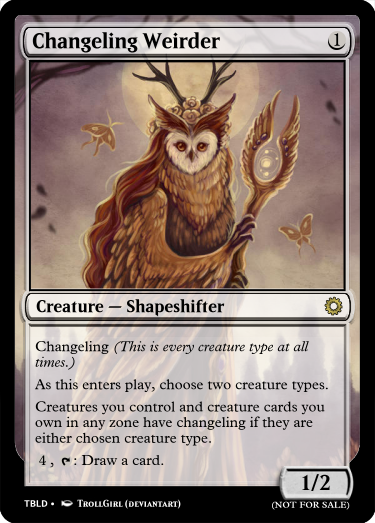 Changeling Weirder 1
Creature — Shapeshifter
Changeling (This is every creature type at all
times.)
As this enters play, choose two creature types.
Creatures you control and creature cards you
own in any zone have changeling if they are
either chosen creature type.
4 , : Draw a card.
1/2
TBLD • TrollGirl (deviantart)
(NOT FOR SALE)